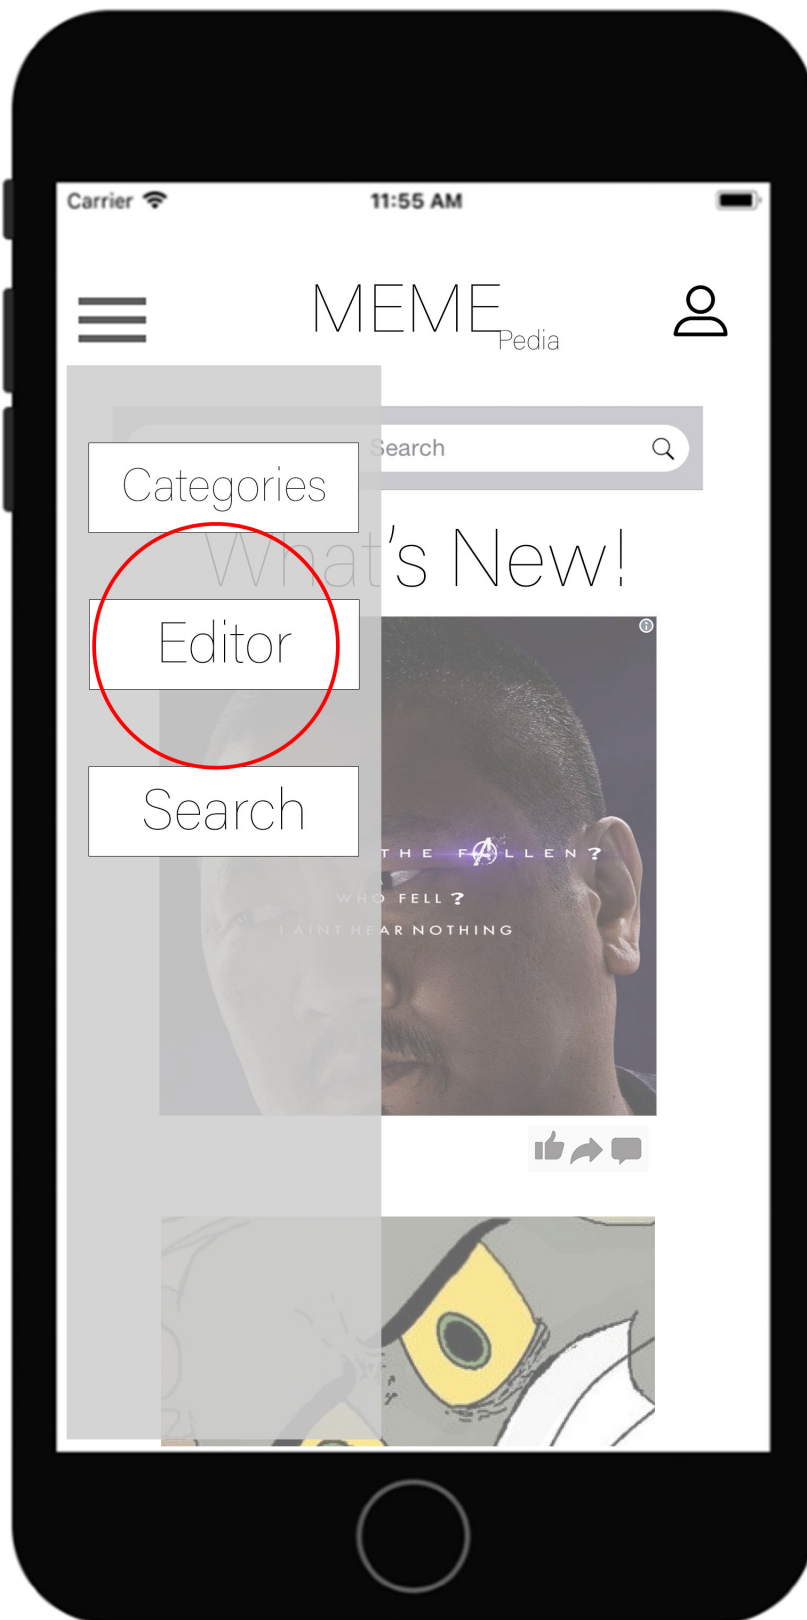 Carrier 11:55 AM
MEME
Pedia
Search
Categories
What's New!
Editor
Search
THE FALLEN?
WHO FELL?
I AINT HEAR NOTHING